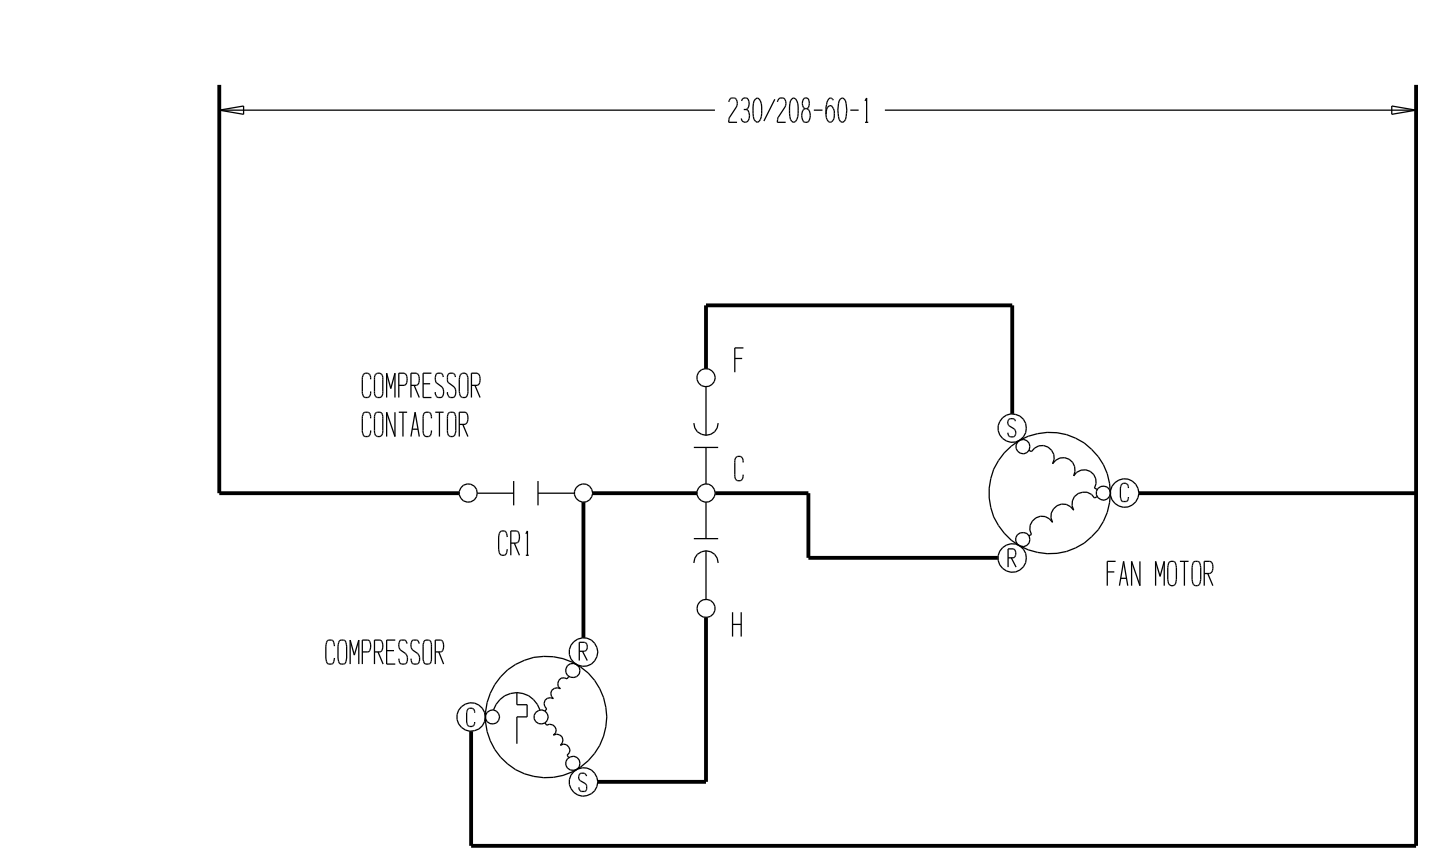 230/208-60-1
F
COMPRESSOR
CONTACTOR
S
C
C
CR1
R
FAN MOTOR
H
COMPRESSOR
R
C
S